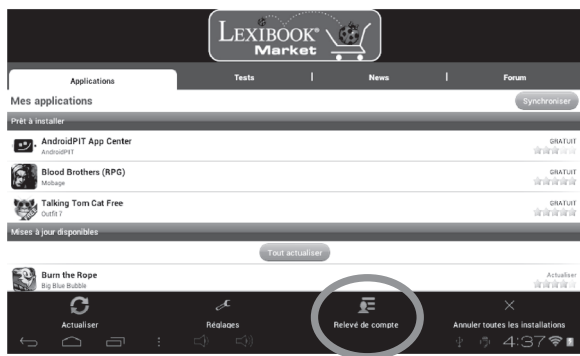 LEXIBOOK®
Market
Applications Tests | News | Forum
Mes applications Synchroniser
Prêt à installer
AndroidPIT App Center GRATUIT
AndroidPIT
Blood Brothers (RPG) GRATUIT
Mobage
Talking Tom Cat Free GRATUIT
Outfit 7
Mises à jour disponibles
Tout actualiser
Burn the Rope Actualiser
Big Blue Bubble
Actualiser Réglages Relevé de compte Annuler toutes les installations
4:37